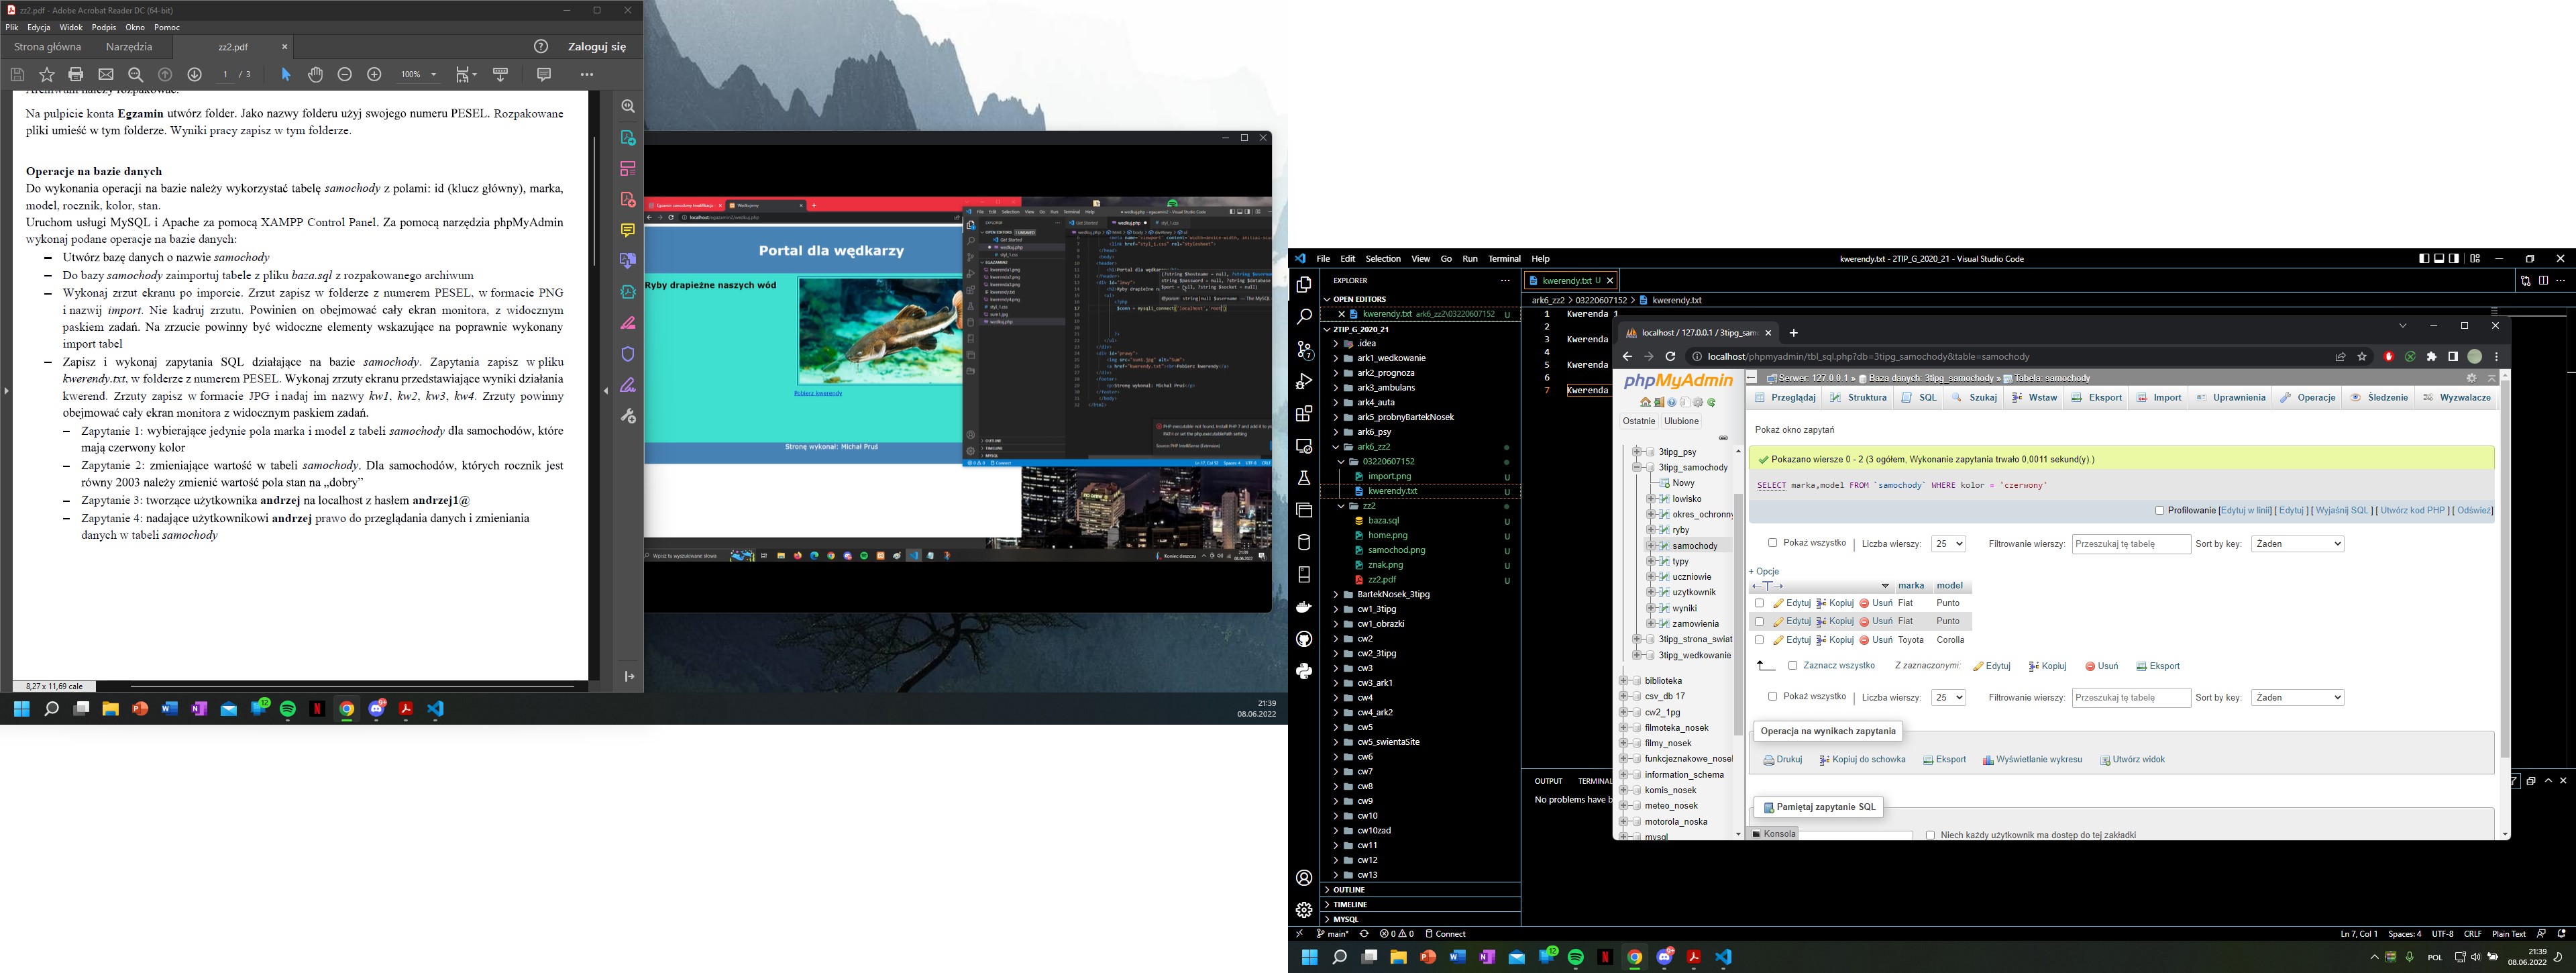 zz2.pdf - Adobe Acrobat Reader DC (64-bit)
Plik Edycja Widok Podpis Okno Pomoc
Strona główna Narzędzia zz2.pdf Zaloguj się
1 / 3 100%
Na pulpicie konta Egzamin utwórz folder. Jako nazwy folderu użyj swojego numeru PESEL. Rozpakowane
pliki umieść w tym folderze. Wyniki pracy zapisz w tym folderze.
Operacje na bazie danych
Do wykonania operacji na bazie należy wykorzystać tabelę samochody z polami: id (klucz główny), marka,
model, rocznik, kolor, stan.
Uruchom usługi MySQL i Apache za pomocą XAMPP Control Panel. Za pomocą narzędzia phpMyAdmin
wykonaj podane operacje na bazie danych:
– Utwórz bazę danych o nazwie samochody
– Do bazy samochody zaimportuj tabele z pliku baza.sql z rozpakowanego archiwum
– Wykonaj zrzut ekranu po imporcie. Zrzut zapisz w folderze z numerem PESEL, w formacie PNG
i nazwij import. Nie kadruj zrzutu. Powinien on obejmować cały ekran monitora, z widocznym
paskiem zadań. Na zrzucie powinny być widoczne elementy wskazujące na poprawnie wykonany
import tabel
– Zapisz i wykonaj zapytania SQL działające na bazie samochody. Zapytania zapisz w pliku
kwerendy.txt, w folderze z numerem PESEL. Wykonaj zrzuty ekranu przedstawiające wyniki działania
kwerend. Zrzuty zapisz w formacie JPG i nadaj im nazwy kw1, kw2, kw3, kw4. Zrzuty powinny
obejmować cały ekran monitora z widocznym paskiem zadań.
– Zapytanie 1: wybierające jedynie pola marka i model z tabeli samochody dla samochodów, które
mają czerwony kolor
– Zapytanie 2: zmieniające wartość w tabeli samochody. Dla samochodów, których rocznik jest
równy 2003 należy zmienić wartość pola stan na „dobry”
– Zapytanie 3: tworzące użytkownika andrzej na localhost z hasłem andrzej1@
– Zapytanie 4: nadające użytkownikowi andrzej prawo do przeglądania danych i zmieniania
danych w tabeli samochody
8,27 x 11,69 cale
Portal dla wędkarzy
Ryby drapieżne naszych wód
Pobierz kwerendy
Stronę wykonał: Michał Pruś
21:39
08.06.2022
File Edit Selection View Go Run Terminal Help
kwerendy.txt - 2TIP_G_2020_21 - Visual Studio Code
EXPLORER
OPEN EDITORS
kwerendy.txt ark6_zz2\03220607152 U
2TIP_G_2020_21
.idea
ark1_wedkowanie
ark2_prognoza
ark3_ambulans
ark4_auta
ark5_probnyBartekNosek
ark6_psy
ark6_zz2
03220607152
import.png U
kwerendy.txt U
zz2
baza.sql U
home.png U
samochod.png U
znak.png U
zz2.pdf U
BartekNosek_3tipg
cw1_3tipg
cw1_obrazki
cw2
cw2_3tipg
cw3
cw3_ark1
cw4
cw4_ark2
cw5
cw5_swientaSite
cw6
cw7
cw8
cw9
cw10
cw10zad
cw11
cw12
cw13
OUTLINE
TIMELINE
MYSQL
kwerendy.txt U
ark6_zz2 > 03220607152 > kwerendy.txt
1 Kwerenda 1
2
3 Kwerenda
4
5 Kwerenda
6
7 Kwerenda
OUTPUT TERMINAL
No problems have b
localhost / 127.0.0.1 / 3tipg_sam
localhost/phpmyadmin/tbl_sql.php?db=3tipg_samochody&table=samochody
phpMyAdmin
Ostatnie Ulubione
3tipg_psy
3tipg_samochody
Nowy
lowisko
okres_ochronny
ryby
samochody
typy
uczniowie
uzytkownik
wyniki
zamowienia
3tipg_strona_swiat
3tipg_wedkowanie
biblioteka
csv_db 17
cw2_1pg
filmoteka_nosek
filmy_nosek
funkcjeznakowe_nosel
information_schema
komis_nosek
meteo_nosek
motorola_noska
mysql
Serwer: 127.0.0.1 » Baza danych: 3tipg_samochody » Tabela: samochody
Przeglądaj Struktura SQL Szukaj Wstaw Eksport Import Uprawnienia Operacje Śledzenie Wyzwalacze
Pokaż okno zapytań
Pokazano wiersze 0 - 2 (3 ogółem, Wykonanie zapytania trwało 0,0011 sekund(y).)
SELECT marka,model FROM `samochody` WHERE kolor = 'czerwony'
Profilowanie [Edytuj w linii] [ Edytuj ] [ Wyjaśnij SQL ] [ Utwórz kod PHP ] [ Odśwież]
Pokaż wszystko | Liczba wierszy: 25 Filtrowanie wierszy: Przeszukaj tę tabelę Sort by key: Żaden
+ Opcje
←T→ marka model
Edytuj Kopiuj Usuń Fiat Punto
Edytuj Kopiuj Usuń Fiat Punto
Edytuj Kopiuj Usuń Toyota Corolla
Zaznacz wszystko Z zaznaczonymi: Edytuj Kopiuj Usuń Eksport
Pokaż wszystko | Liczba wierszy: 25 Filtrowanie wierszy: Przeszukaj tę tabelę Sort by key: Żaden
Operacja na wynikach zapytania
Drukuj Kopiuj do schowka Eksport Wyświetlanie wykresu Utwórz widok
Pamiętaj zapytanie SQL
Konsola
Niech każdy użytkownik ma dostęp do tej zakładki
main* 0 0 Connect
Ln 7, Col 1 Spaces: 4 UTF-8 CRLF Plain Text
POL
21:39
08.06.2022